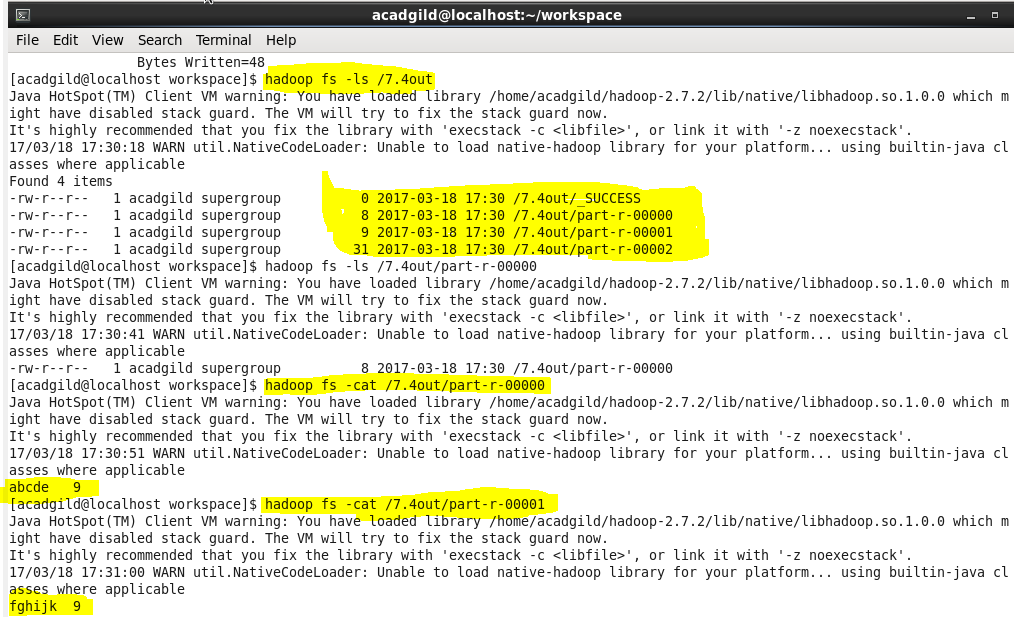 acadgild@localhost:~/workspace
File Edit View Search Terminal Help
Bytes Written=48
[acadgild@localhost workspace]$ hadoop fs -ls /7.4out
Java HotSpot(TM) Client VM warning: You have loaded library /home/acadgild/hadoop-2.7.2/lib/native/libhadoop.so.1.0.0 which m
ight have disabled stack guard. The VM will try to fix the stack guard now.
It's highly recommended that you fix the library with 'execstack -c <libfile>', or link it with '-z noexecstack'.
17/03/18 17:30:18 WARN util.NativeCodeLoader: Unable to load native-hadoop library for your platform... using builtin-java cl
asses where applicable
Found 4 items
-rw-r--r--   1 acadgild supergroup          0 2017-03-18 17:30 /7.4out/_SUCCESS
-rw-r--r--   1 acadgild supergroup          8 2017-03-18 17:30 /7.4out/part-r-00000
-rw-r--r--   1 acadgild supergroup          9 2017-03-18 17:30 /7.4out/part-r-00001
-rw-r--r--   1 acadgild supergroup         31 2017-03-18 17:30 /7.4out/part-r-00002
[acadgild@localhost workspace]$ hadoop fs -ls /7.4out/part-r-00000
Java HotSpot(TM) Client VM warning: You have loaded library /home/acadgild/hadoop-2.7.2/lib/native/libhadoop.so.1.0.0 which m
ight have disabled stack guard. The VM will try to fix the stack guard now.
It's highly recommended that you fix the library with 'execstack -c <libfile>', or link it with '-z noexecstack'.
17/03/18 17:30:41 WARN util.NativeCodeLoader: Unable to load native-hadoop library for your platform... using builtin-java cl
asses where applicable
-rw-r--r--   1 acadgild supergroup          8 2017-03-18 17:30 /7.4out/part-r-00000
[acadgild@localhost workspace]$ hadoop fs -cat /7.4out/part-r-00000
Java HotSpot(TM) Client VM warning: You have loaded library /home/acadgild/hadoop-2.7.2/lib/native/libhadoop.so.1.0.0 which m
ight have disabled stack guard. The VM will try to fix the stack guard now.
It's highly recommended that you fix the library with 'execstack -c <libfile>', or link it with '-z noexecstack'.
17/03/18 17:30:51 WARN util.NativeCodeLoader: Unable to load native-hadoop library for your platform... using builtin-java cl
asses where applicable
abcde   9
[acadgild@localhost workspace]$ hadoop fs -cat /7.4out/part-r-00001
Java HotSpot(TM) Client VM warning: You have loaded library /home/acadgild/hadoop-2.7.2/lib/native/libhadoop.so.1.0.0 which m
ight have disabled stack guard. The VM will try to fix the stack guard now.
It's highly recommended that you fix the library with 'execstack -c <libfile>', or link it with '-z noexecstack'.
17/03/18 17:31:00 WARN util.NativeCodeLoader: Unable to load native-hadoop library for your platform... using builtin-java cl
asses where applicable
fghijk  9